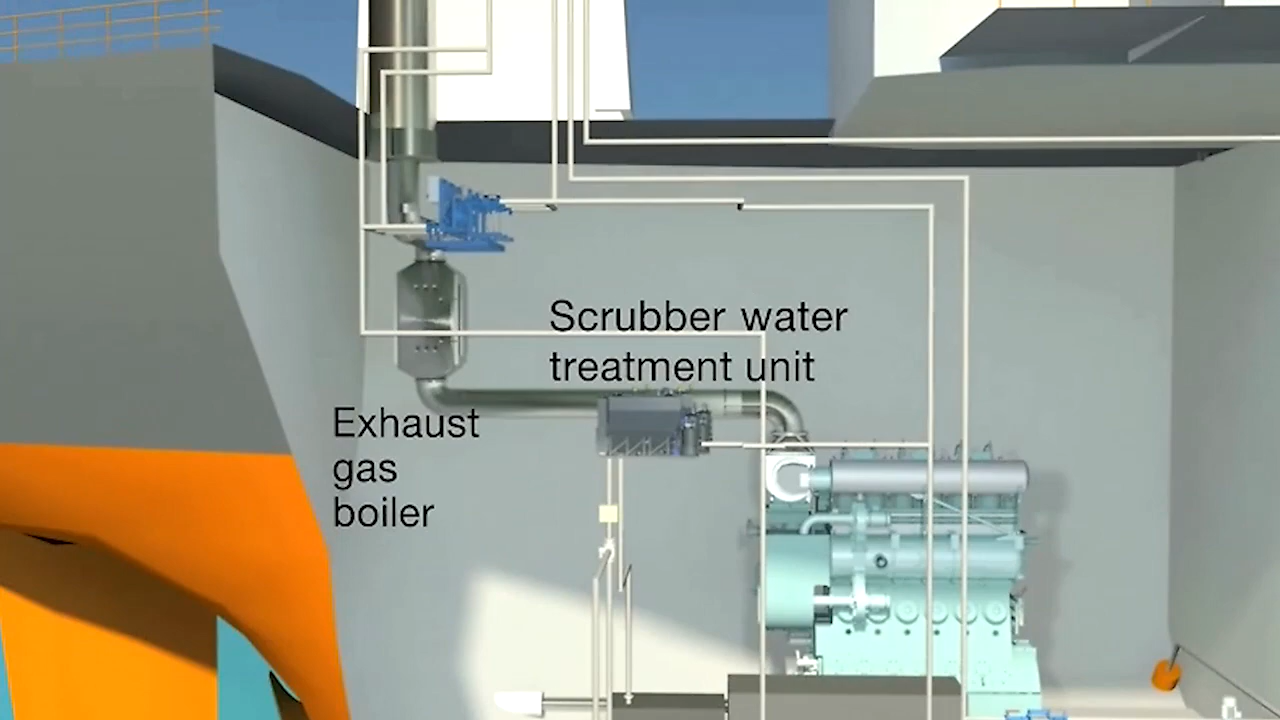 Scrubber water
treatment unit
Exhaust
gas
boiler